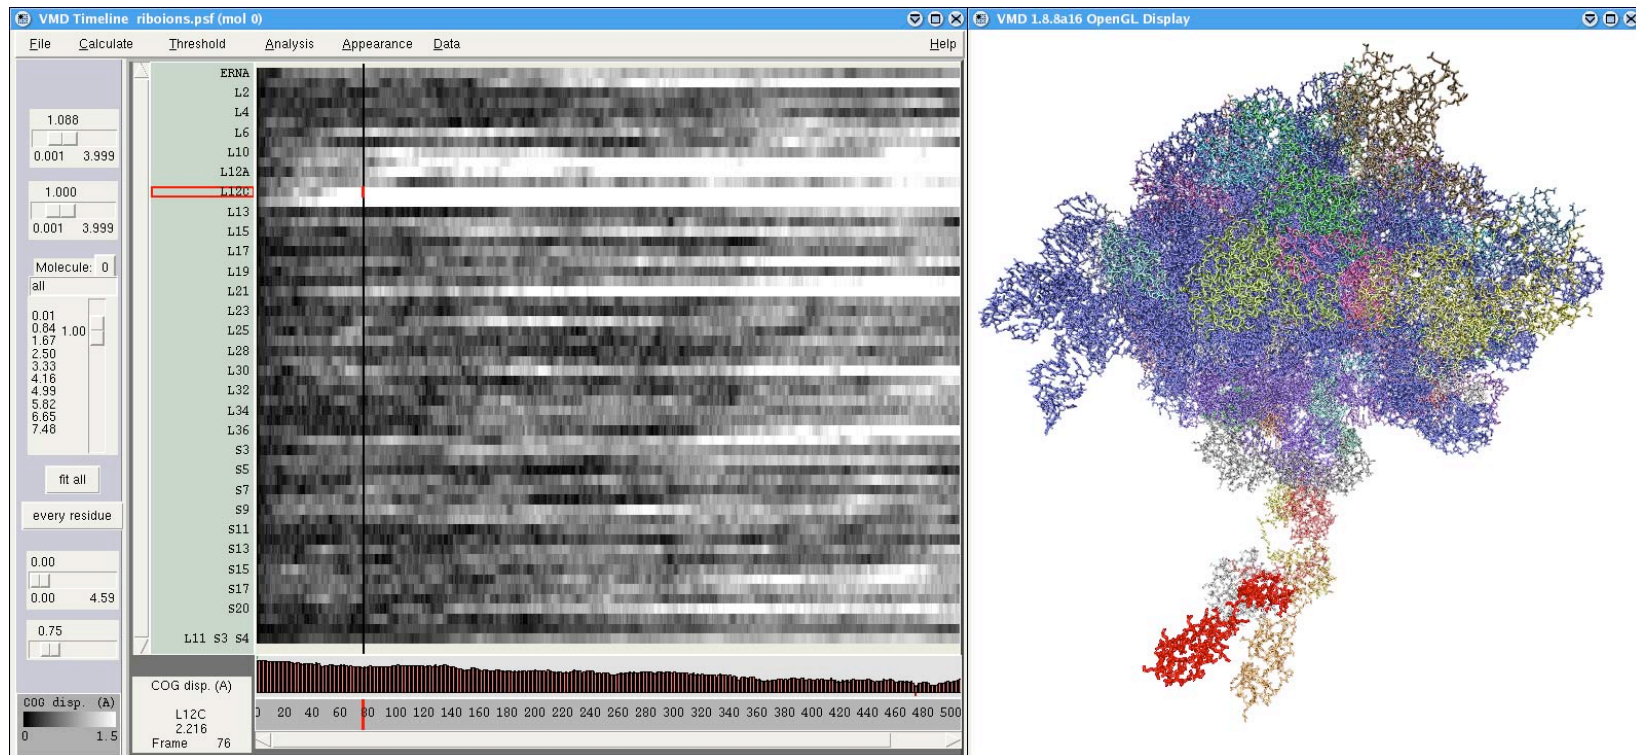 VMD Timeline riboions.psf (mol 0)
File Calculate Threshold Analysis Appearance Data Help
1.088
0.001 3.999
1.000
0.001 3.999
Molecule: 0
all
0.01
0.84
1.67
2.50
3.33
4.16
4.99
5.82
6.65
7.48
1.00
fit all
every residue
0.00
0.00 4.59
0.75
COG disp. (A)
0 1.5
ERNA
L2
L4
L6
L10
L12A
L12C
L13
L15
L17
L19
L21
L23
L25
L28
L30
L32
L34
L36
S3
S5
S7
S9
S11
S13
S15
S17
S20
L11 S3 S4
COG disp. (A)
L12C
2.216
Frame 76
20 40 60 80 100 120 140 160 180 200 220 240 260 280 300 320 340 360 380 400 420 440 460 480 500
VMD 1.8.8a16 OpenGL Display